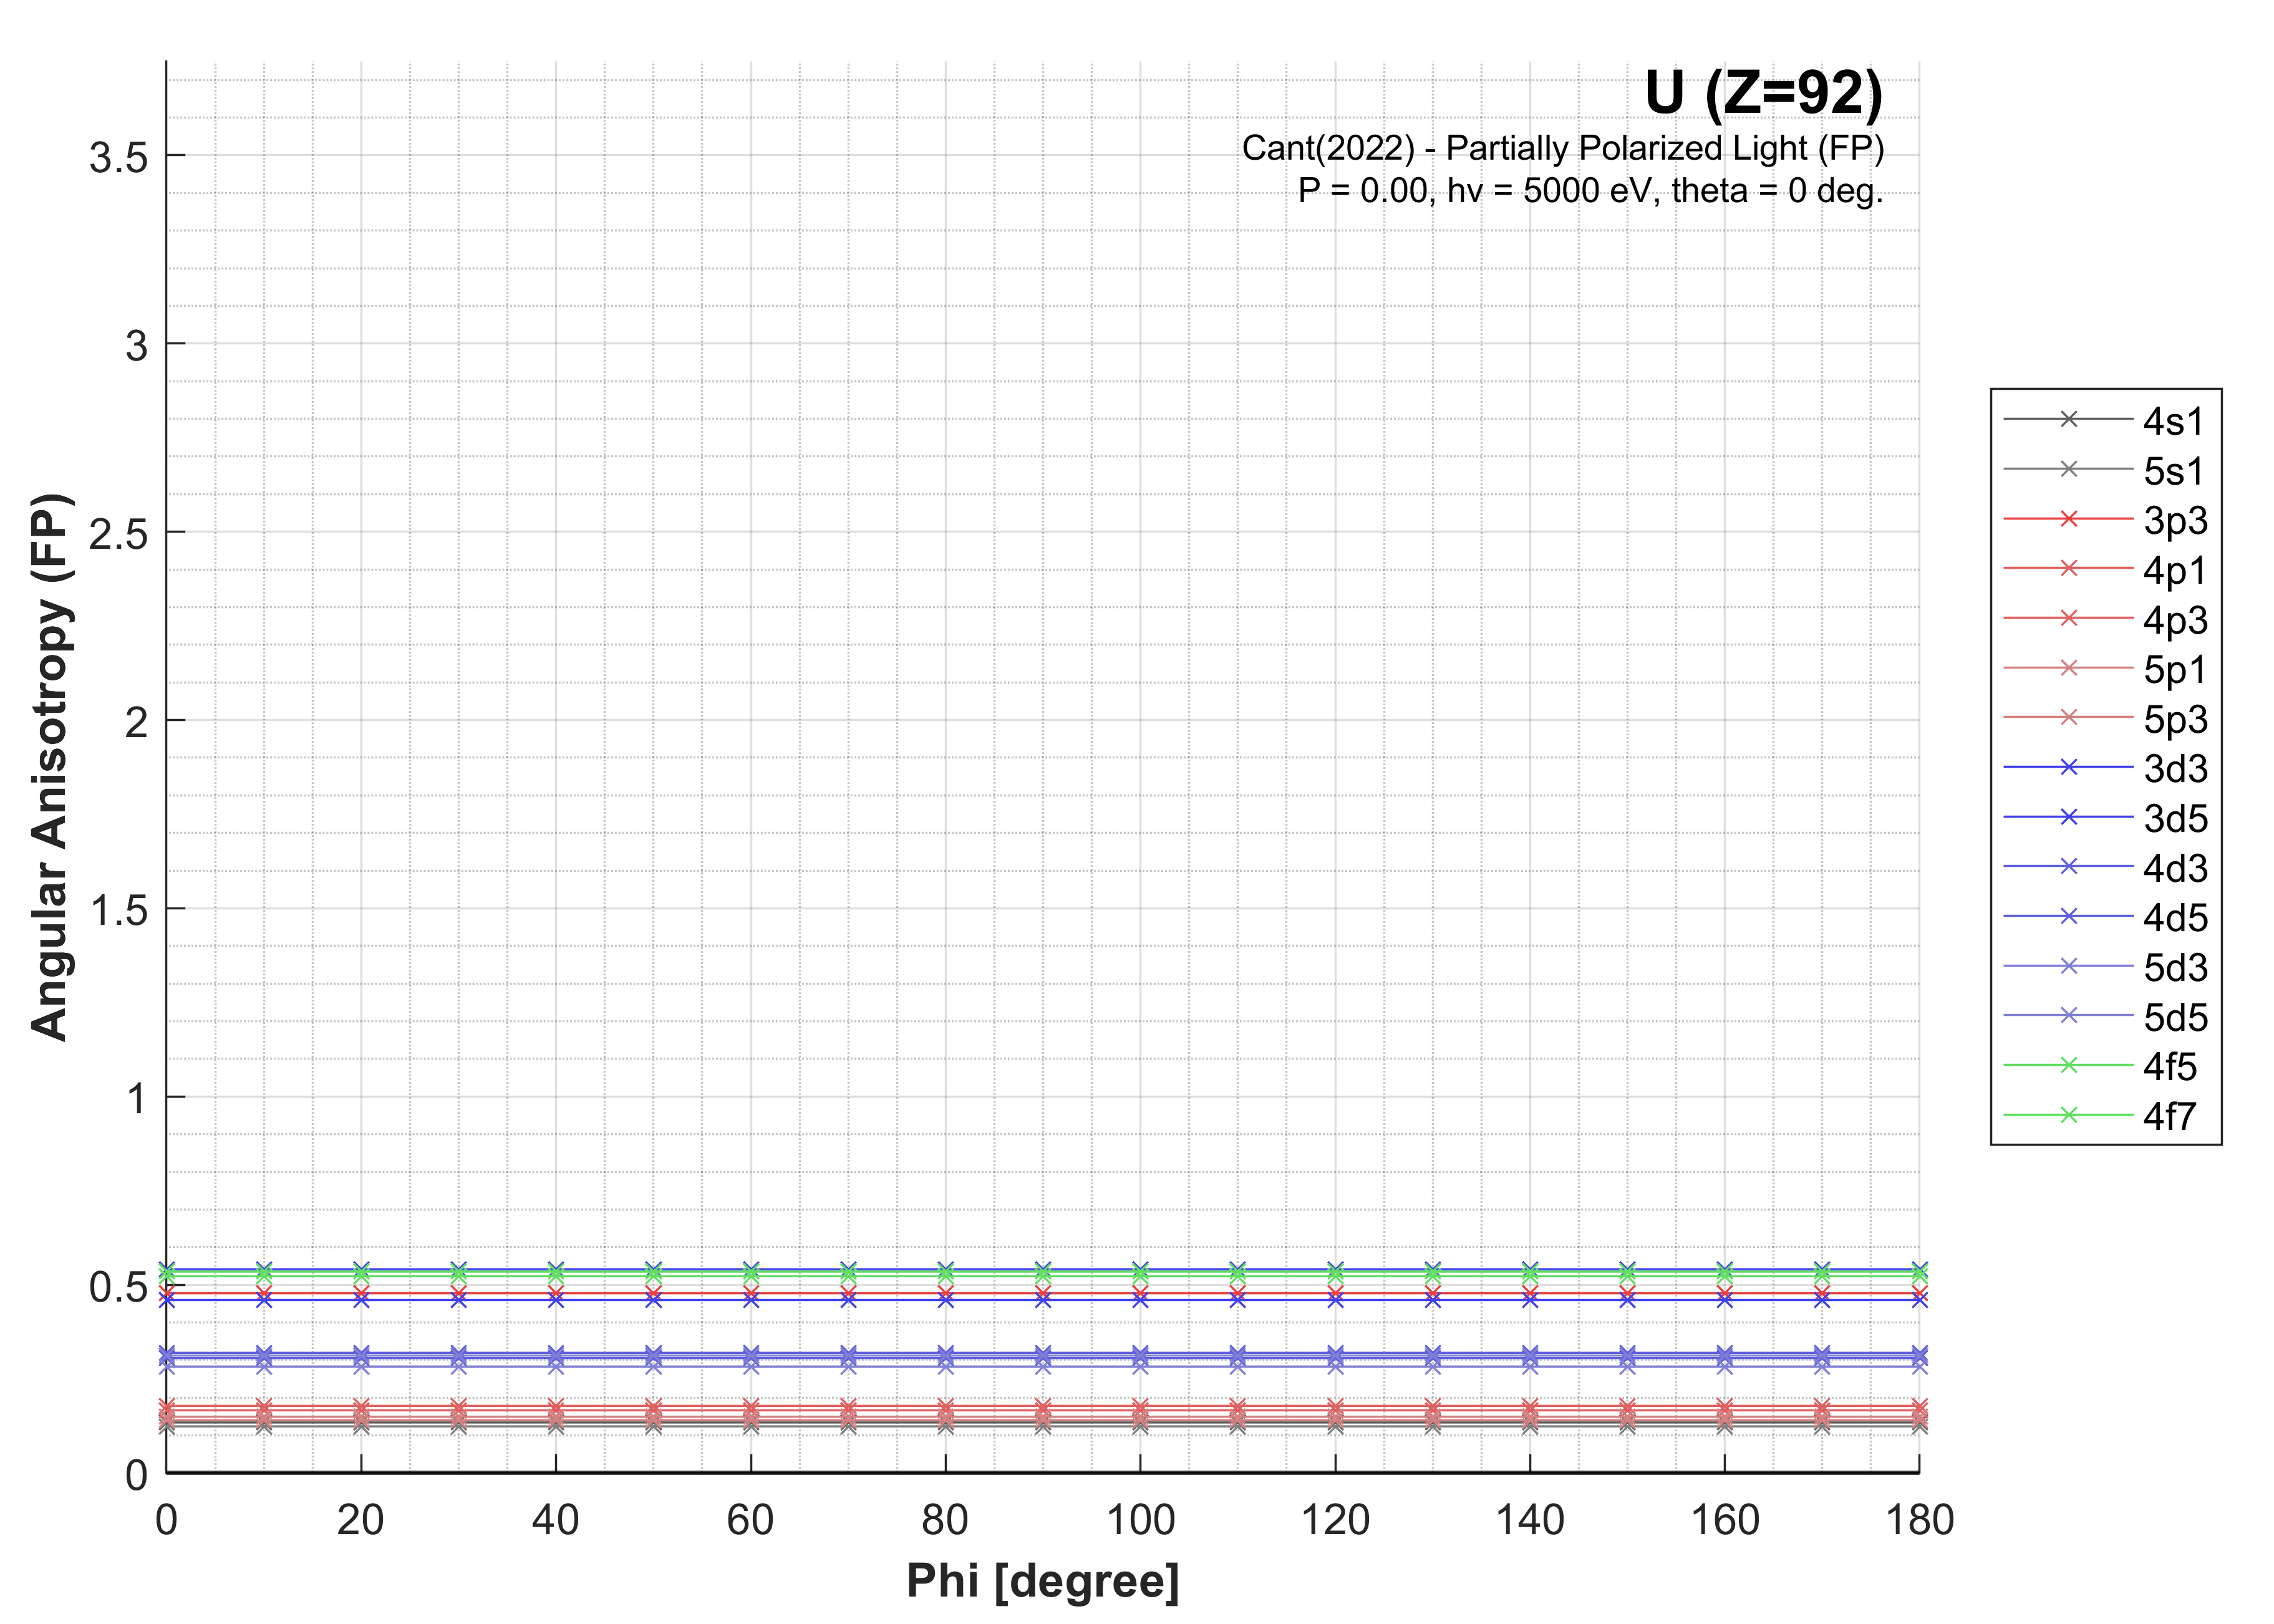 U (Z=92)
Cant(2022) - Partially Polarized Light (FP)
P = 0.00, hv = 5000 eV, theta = 0 deg.
Angular Anisotropy (FP)
3.5
3
2.5
2
1.5
1
0.5
0
0 20 40 60 80 100 120 140 160 180
Phi [degree]
4s1
5s1
3p3
4p1
4p3
5p1
5p3
3d3
3d5
4d3
4d5
5d3
5d5
4f5
4f7